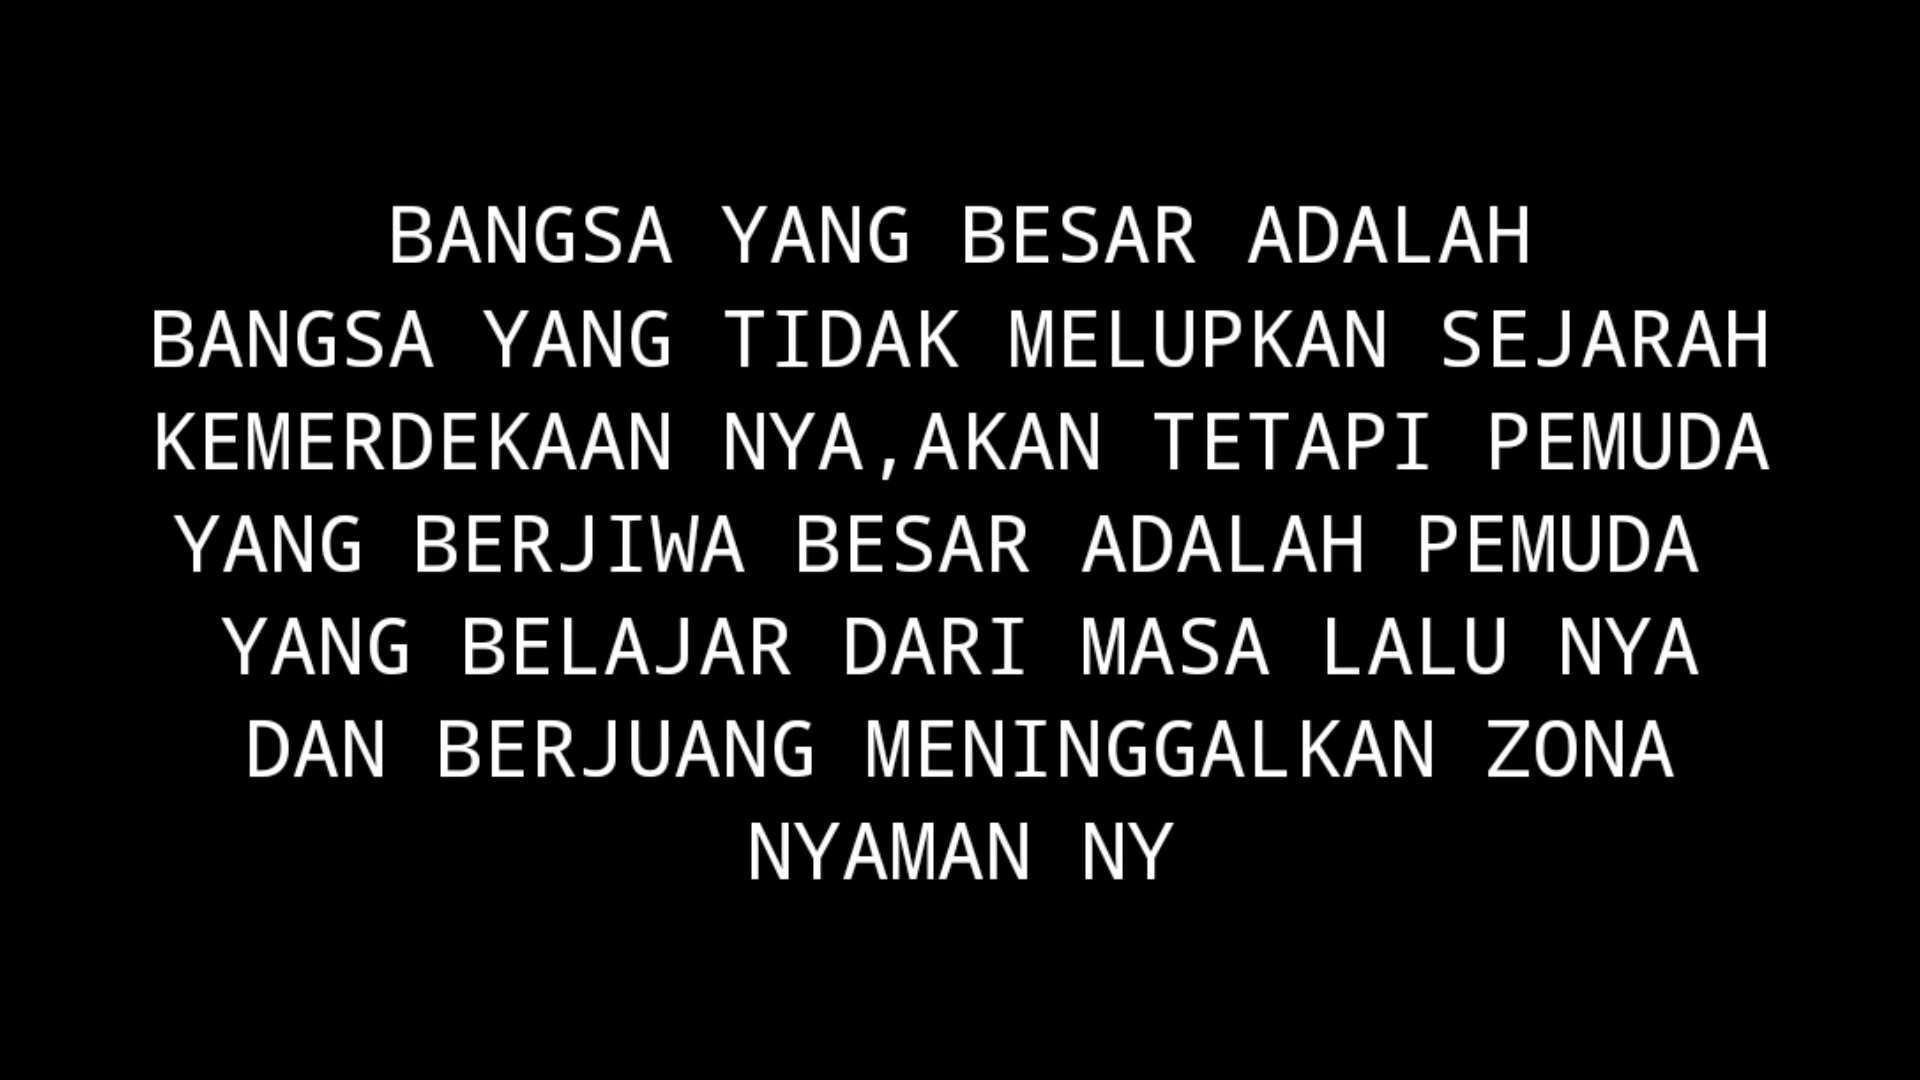 BANGSA YANG BESAR ADALAH
BANGSA YANG TIDAK MELUPKAN SEJARAH
KEMERDEKAAN NYA,AKAN TETAPI PEMUDA
YANG BERJIWA BESAR ADALAH PEMUDA
YANG BELAJAR DARI MASA LALU NYA
DAN BERJUANG MENINGGALKAN ZONA
NYAMAN NY